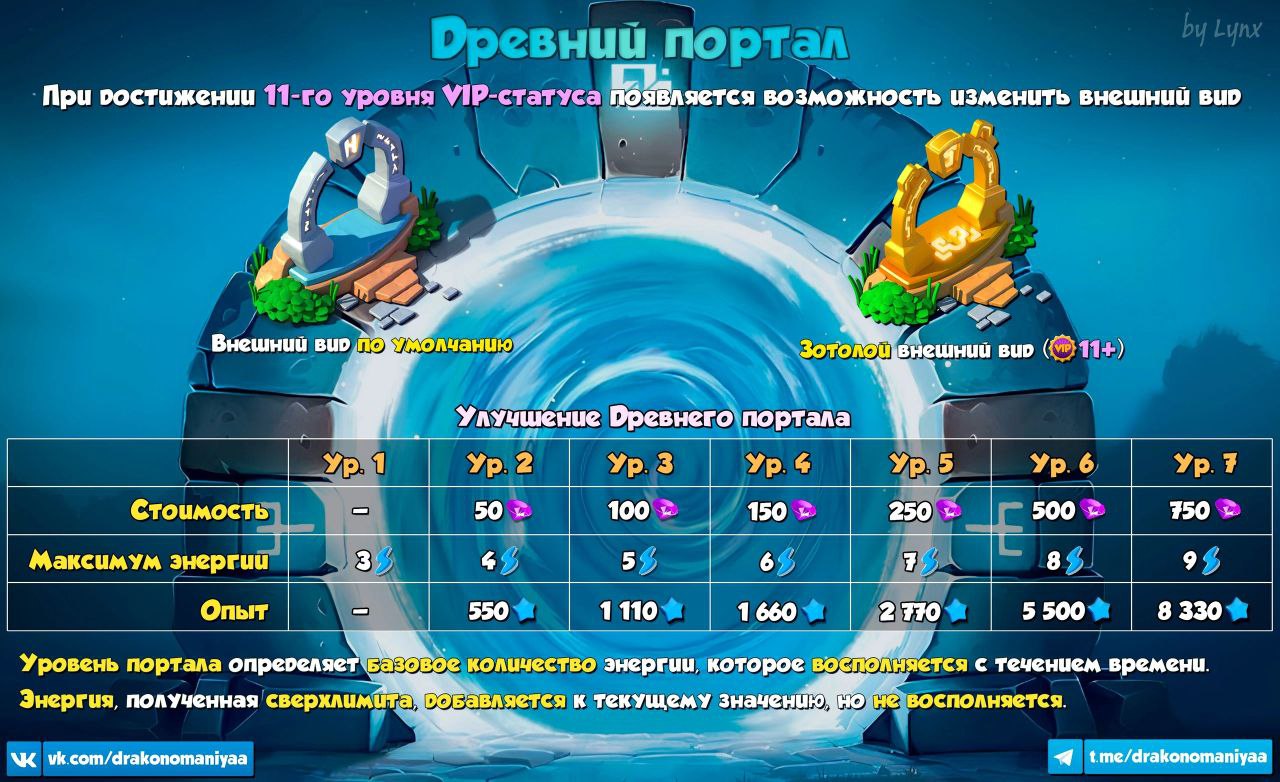 by Lynx
Древний портал
При достижении 11-го уровня VIP-статуса появляется возможность изменить внешний вид
Внешний вид по умолчанию
Зотолой внешний вид (VIP 11+)
Улучшение Древнего портала
Ур. 1 Ур. 2 Ур. 3 Ур. 4 Ур. 5 Ур. 6 Ур. 7
Стоимость – 50 100 150 250 500 750
Максимум энергии 3 4 5 6 7 8 9
Опыт – 550 1 110 1 660 2 770 5 500 8 330
Уровень портала определяет базовое количество энергии, которое восполняется с течением времени.
Энергия, полученная сверхлимита, добавляется к текущему значению, но не восполняется.
vk.com/drakonomaniyaa
t.me/drakonomaniyaa